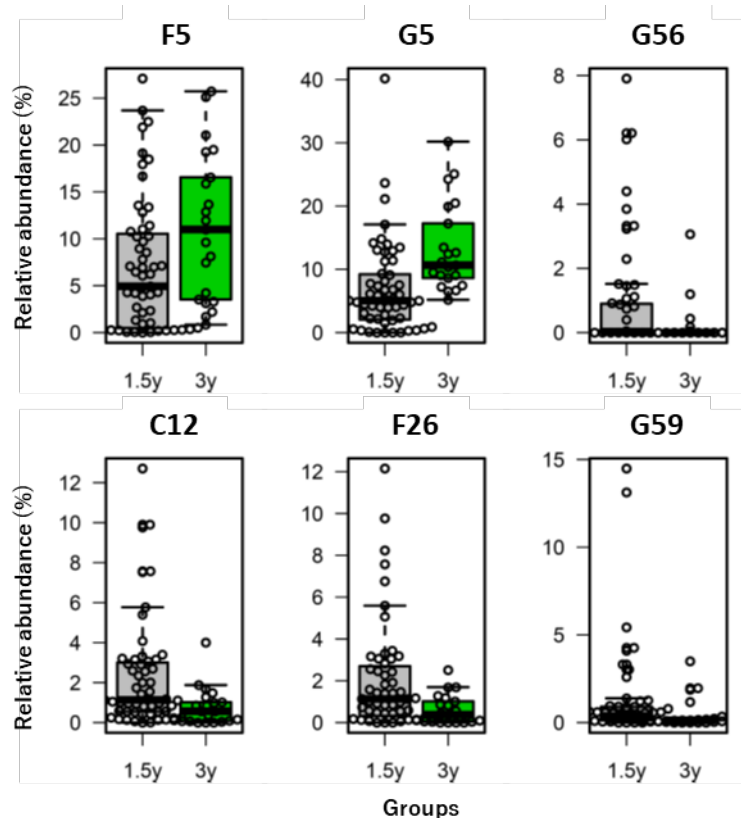 F5 G5 G56
Relative abundance (%)
25 20 15 10 5 0
40 30 20 10 0
8 6 4 2 0
1.5y 3y 1.5y 3y 1.5y 3y
C12 F26 G59
Relative abundance (%)
12 10 8 6 4 2 0
12 10 8 6 4 2 0
15 10 5 0
1.5y 3y 1.5y 3y 1.5y 3y
Groups